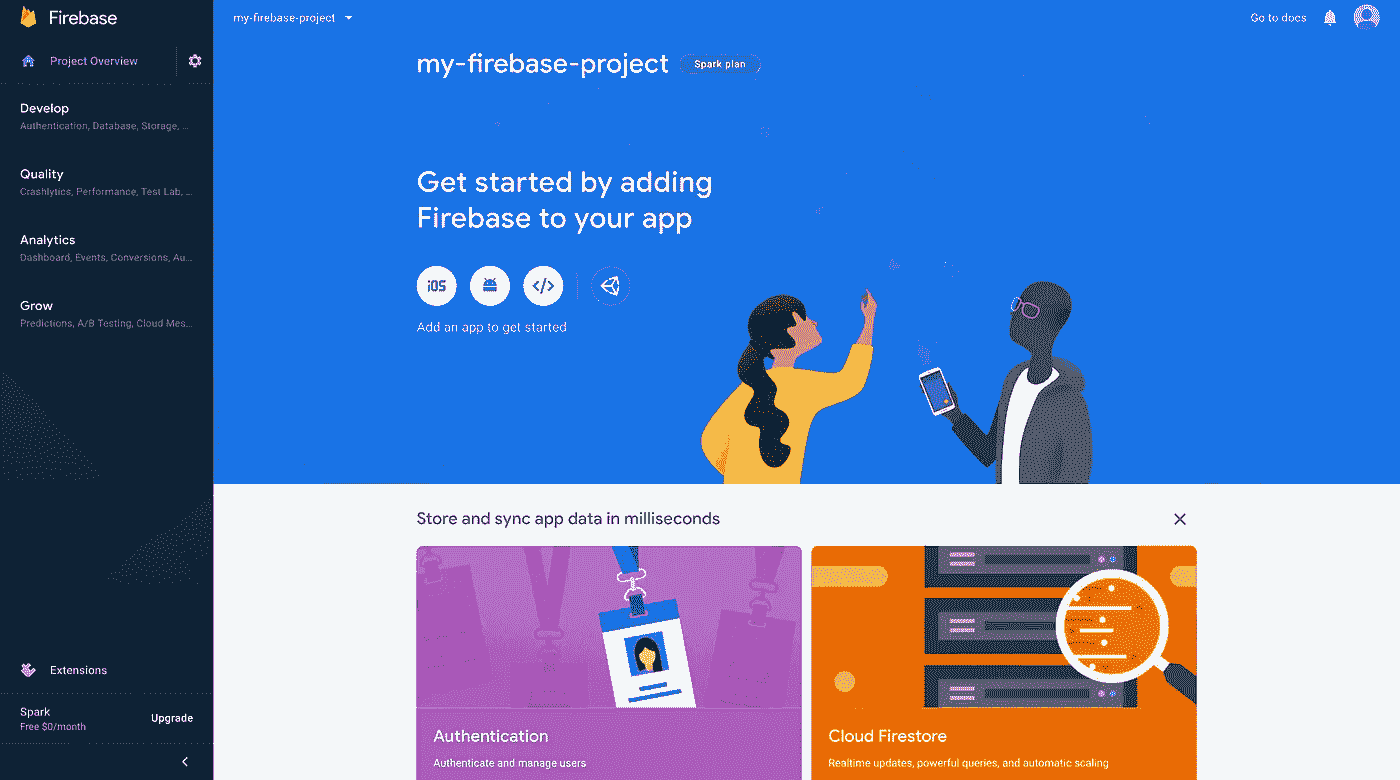 Firebase
my-firebase-project
Go to docs
Project Overview
my-firebase-project
Spark plan
Develop
Authentication, Database, Storage, ...
Quality
Crashlytics, Performance, Test Lab, ...
Analytics
Dashboard, Events, Conversions, Au...
Grow
Predictions, A/B Testing, Cloud Mes...
Get started by adding
Firebase to your app
iOS
</>
Add an app to get started
Store and sync app data in milliseconds
Authentication
Authenticate and manage users
Cloud Firestore
Realtime updates, powerful queries, and automatic scaling
Extensions
Spark
Free $0/month
Upgrade